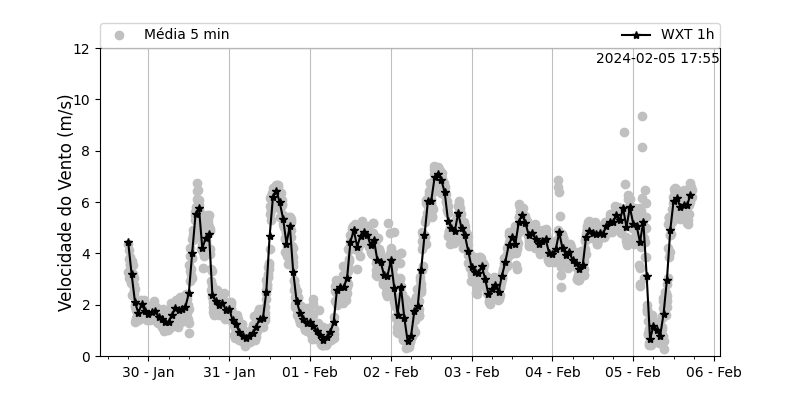 Média 5 min
WXT 1h
2024-02-05 17:55
Velocidade do Vento (m/s)
12
10
8
6
4
2
0
30 - Jan
31 - Jan
01 - Feb
02 - Feb
03 - Feb
04 - Feb
05 - Feb
06 - Feb